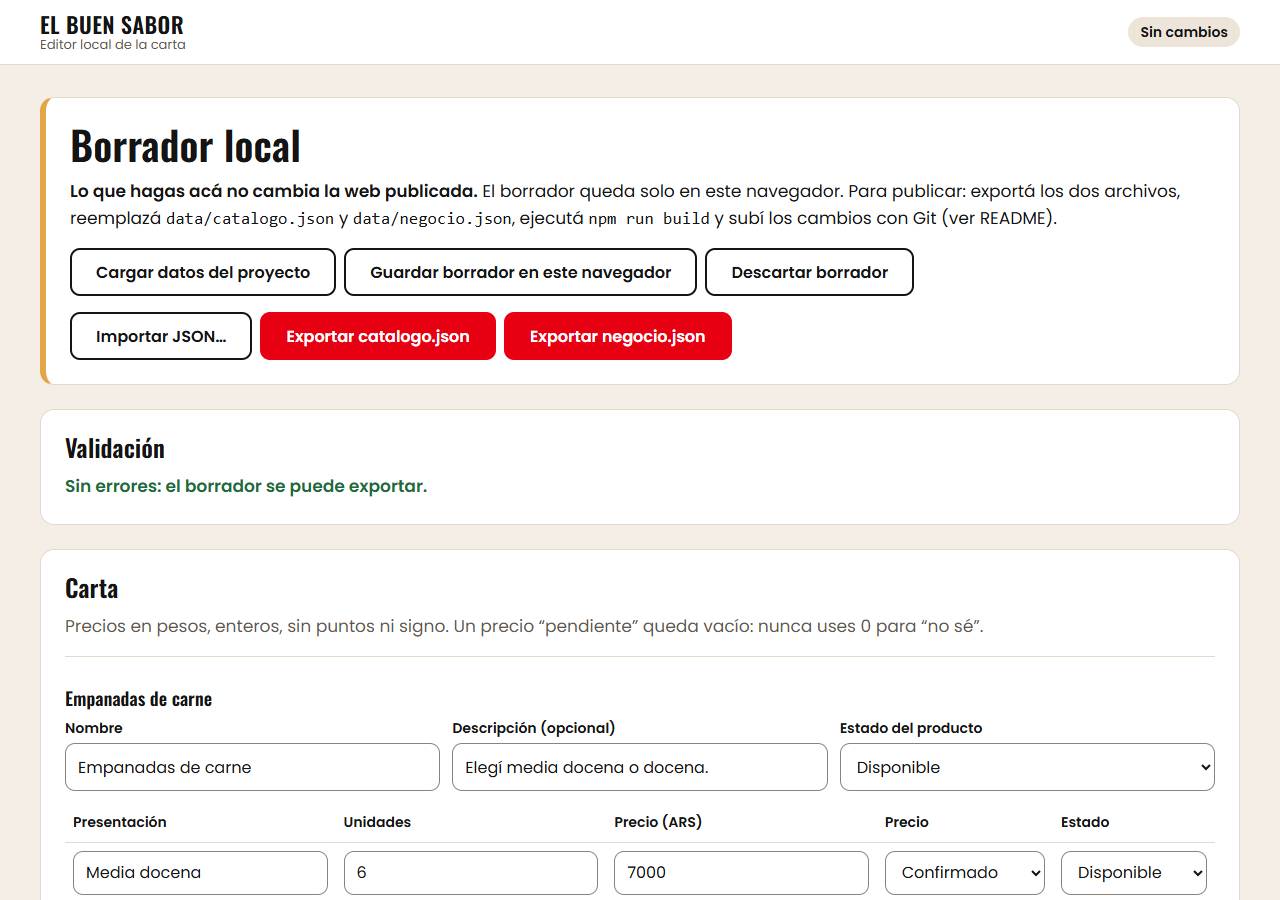 EL BUEN SABOR
Editor local de la carta
Sin cambios
Borrador local
Lo que hagas acá no cambia la web publicada. El borrador queda solo en este navegador. Para publicar: exportá los dos archivos,
reemplazá data/catalogo.json y data/negocio.json, ejecutá npm run build y subí los cambios con Git (ver README).
Cargar datos del proyecto
Guardar borrador en este navegador
Descartar borrador
Importar JSON...
Exportar catalogo.json
Exportar negocio.json
Validación
Sin errores: el borrador se puede exportar.
Carta
Precios en pesos, enteros, sin puntos ni signo. Un precio “pendiente” queda vacío: nunca uses 0 para “no sé”.
Empanadas de carne
Nombre Descripción (opcional) Estado del producto
Empanadas de carne Elegí media docena o docena. Disponible
Presentación Unidades Precio (ARS) Precio Estado
Media docena 6 7000 Confirmado Disponible